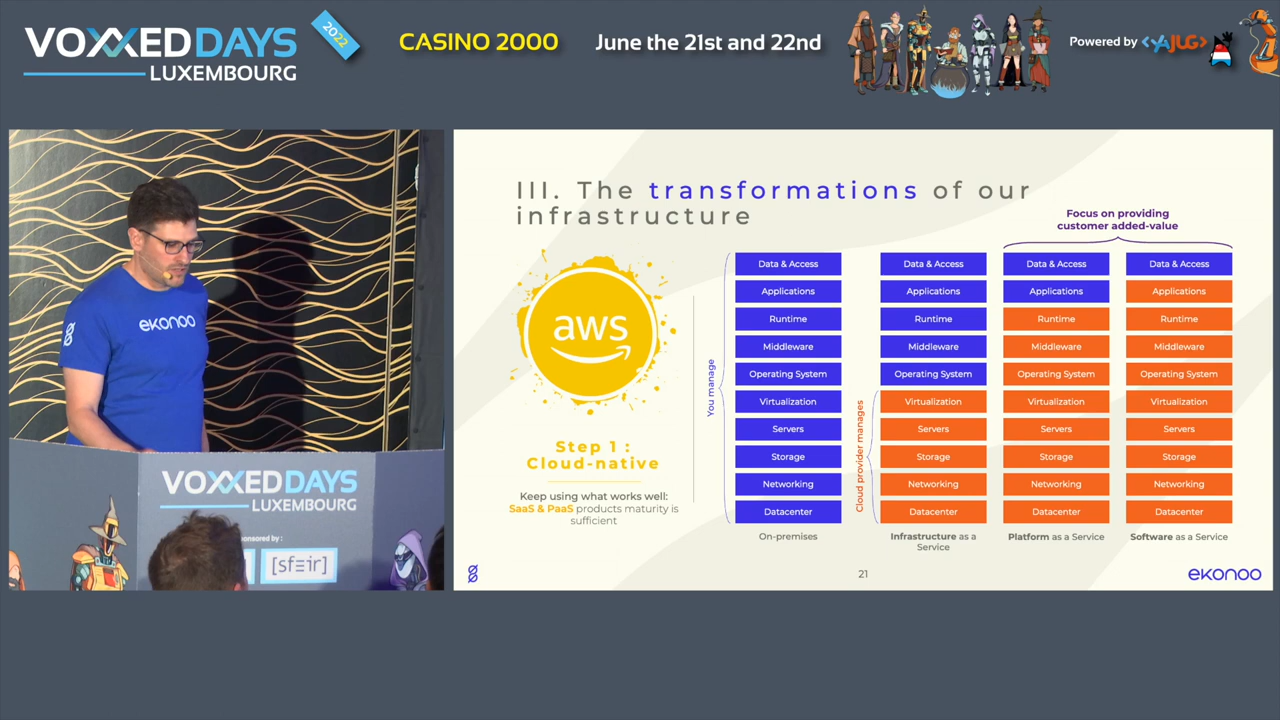 VOXXEDDAYS
LUXEMBOURG
2022
CASINO 2000
June the 21st and 22nd
Powered by <YAJUG>
ekonoo
VOXXEDDAYS
LUXEMBOURG
onsored by :
[sfeir]
III. The transformations of our
infrastructure
Focus on providing
customer added-value
aws
Step 1 :
Cloud-native
Keep using what works well:
SaaS & PaaS products maturity is
sufficient
You manage
Data & Access
Applications
Runtime
Middleware
Operating System
Virtualization
Servers
Storage
Networking
Datacenter
On-premises
Cloud provider manages
Data & Access
Applications
Runtime
Middleware
Operating System
Virtualization
Servers
Storage
Networking
Datacenter
Infrastructure as a
Service
Data & Access
Applications
Runtime
Middleware
Operating System
Virtualization
Servers
Storage
Networking
Datacenter
Platform as a Service
Data & Access
Applications
Runtime
Middleware
Operating System
Virtualization
Servers
Storage
Networking
Datacenter
Software as a Service
21
ekonoo